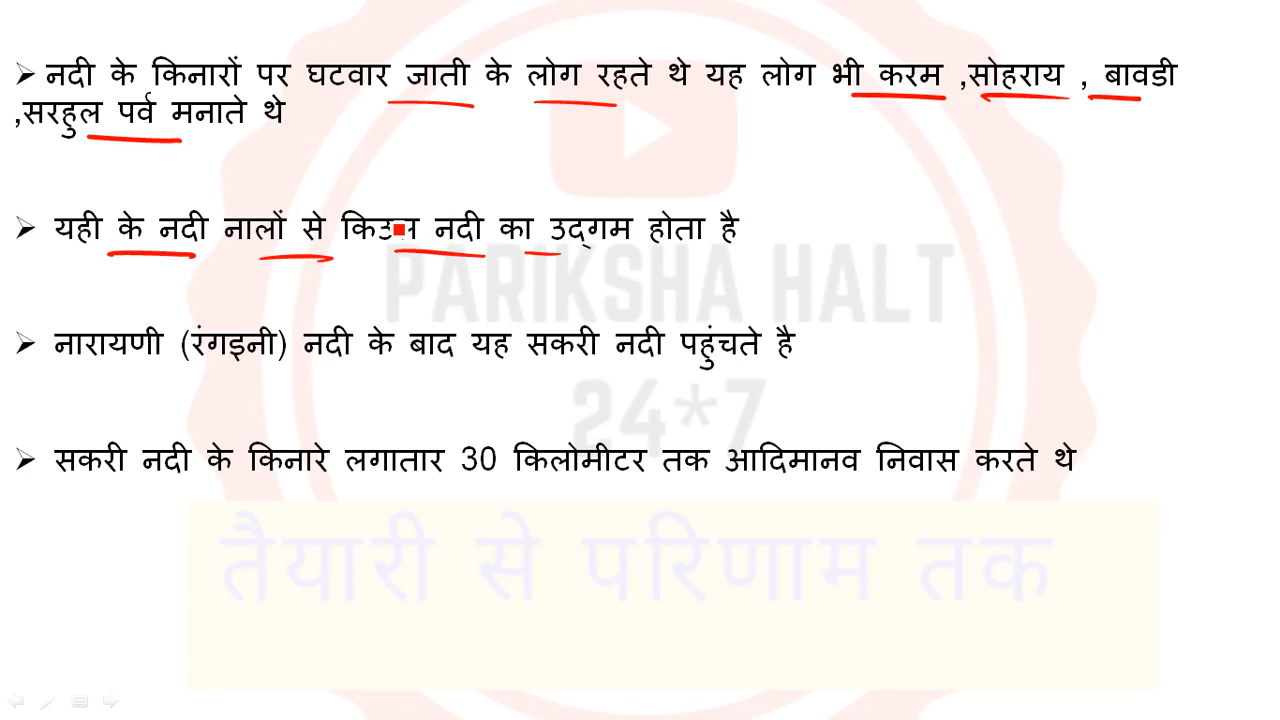 ➢ नदी के किनारों पर घटवार जाती के लोग रहते थे यह लोग भी करम ,सोहराय , बावडी
,सरहुल पर्व मनाते थे
➢ यही के नदी नालों से नदी का उद्गम होता है
➢ नारायणी (रंगइनी) नदी के बाद यह सकरी नदी पहुंचते है
➢ सकरी नदी के किनारे लगातार 30 किलोमीटर तक आदिमानव निवास करते थे
PARIKSHA HALT
24*7
तैयारी से परिणाम तक